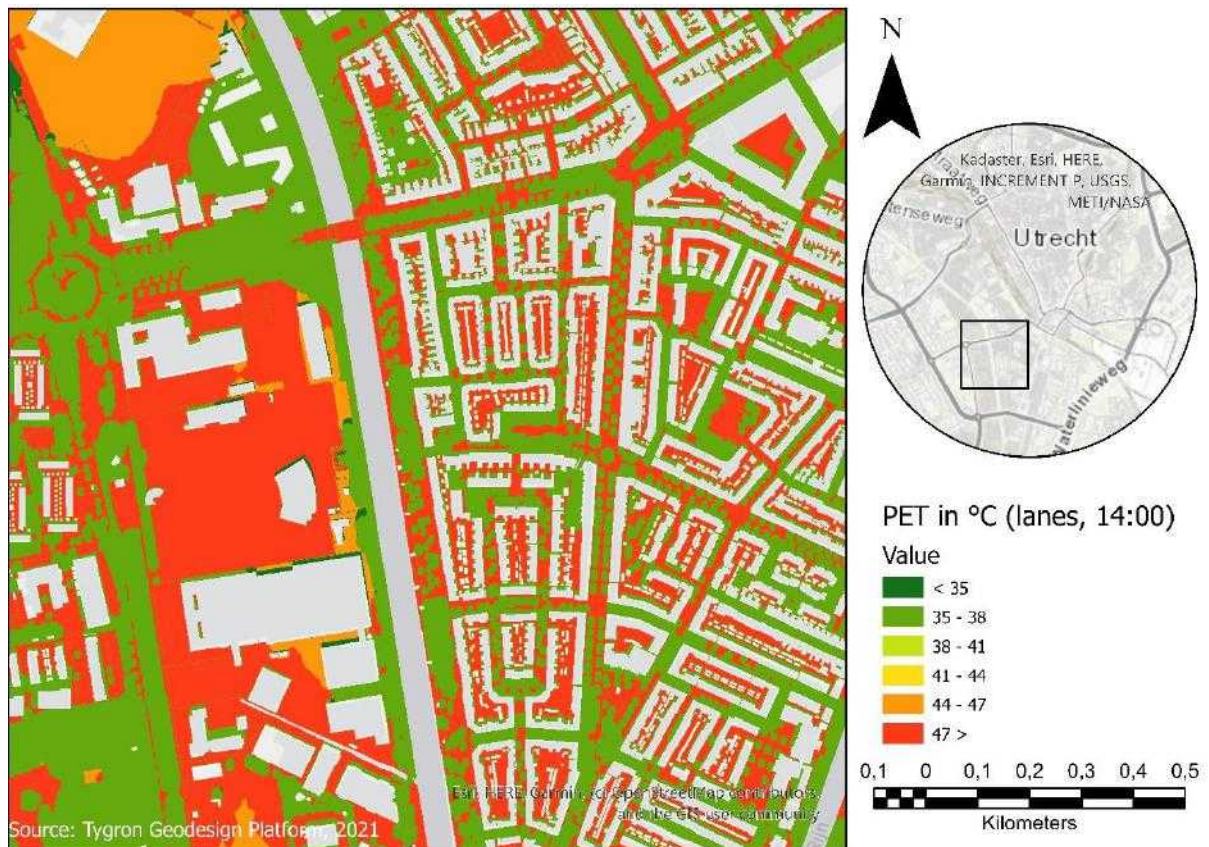 N
Kadaster, Esri, HERE,
Garmin, INCREMENT P, USGS,
METI/NASA
Utrecht
PET in °C (lanes, 14:00)
Value
< 35
35 - 38
38 - 41
41 - 44
44 - 47
47 >
0,1 0 0,1 0,2 0,3 0,4 0,5
Kilometers
Esri, HERE, Garmin, (c) OpenStreetMap contributors,
and the GIS user community
Source: Tygron Geodesign Platform, 2021